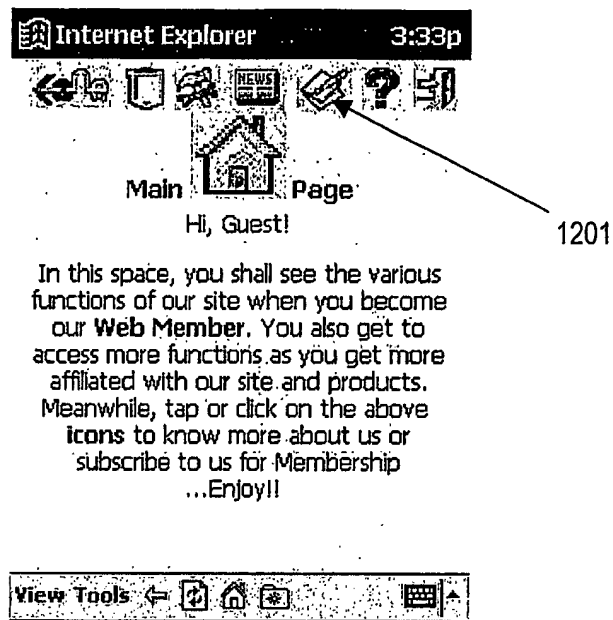 Internet Explorer 3:33p
NEWS
Main Page
Hi, Guest!
1201
In this space, you shall see the various
functions of our site when you become
our Web Member. You also get to
access more functions as you get more
affiliated with our site and products.
Meanwhile, tap or click on the above
icons to know more about us or
subscribe to us for Membership
...Enjoy!!
View Tools